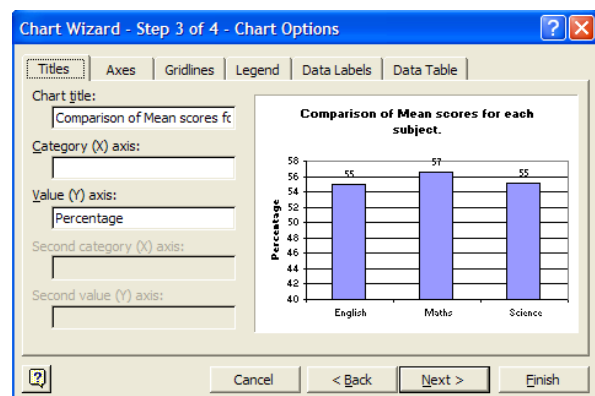 Chart Wizard - Step 3 of 4 - Chart Options
Titles Axes Gridlines Legend Data Labels Data Table
Chart title:
Comparison of Mean scores fc
Category (X) axis:
Value (Y) axis:
Percentage
Second category (X) axis:
Second value (Y) axis:
Comparison of Mean scores for each
subject.
Percentage
58
56
54
52
50
48
46
44
42
40
55
57
55
English Maths Science
Cancel < Back Next > Finish